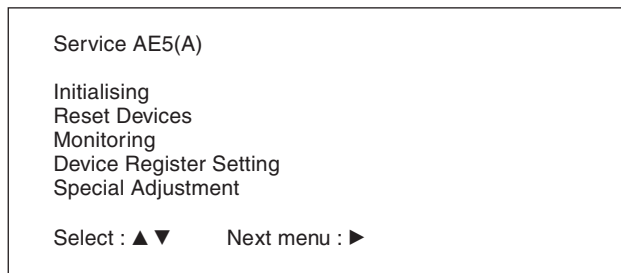 Service AE5(A)
Initialising
Reset Devices
Monitoring
Device Register Setting
Special Adjustment
Select : ▲ ▼ Next menu : ►